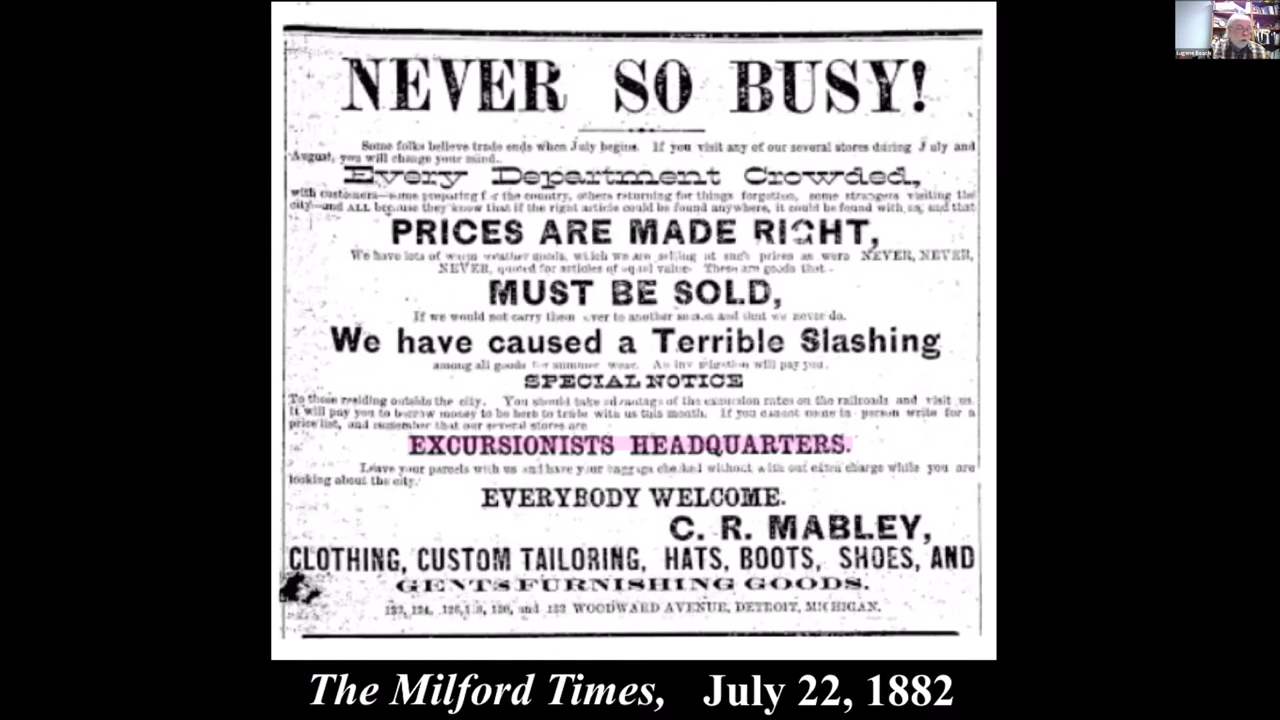 Eugene Beach
NEVER SO BUSY!
Some folks believe trade ends when July begins. If you visit any of our several stores during July and
August, you will change your mind.
Every Department Crowded,
with customers—some preparing f r the country, others returning for things forgotten, some strangers visiting the
city—and ALL because they know that if the right article could be found anywhere, it could be found with us, and that
PRICES ARE MADE RIGHT,
We have lots of warm weather goods, which we are selling at such prices as were NEVER, NEVER,
NEVER, quoted for articles of equal value. These are goods that
MUST BE SOLD,
If we would not carry them over to another season and that we never do.
We have caused a Terrible Slashing
among all goods for summer wear. An will pay you.
SPECIAL NOTICE
To those residing outside the city. You should take advantage of the excursion rates on the railroads and visit us.
It will pay you to borrow money to be here to trade with us this month. If you cannot come in person write for a
price list, and remember that our several stores are
EXCURSIONISTS HEADQUARTERS.
Leave your parcels with us and have your baggage checked without with out extra charge while you are
looking about the city.
EVERYBODY WELCOME.
C. R. MABLEY,
CLOTHING, CUSTOM TAILORING, HATS, BOOTS, SHOES, AND
GENTS FURNISHING GOODS.
and 132 WOODWARD AVENUE, DETROIT, MICHIGAN.
The Milford Times, July 22, 1882